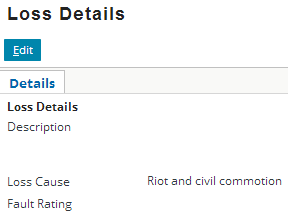 Loss Details
Edit
Details
Loss Details
Description
Loss Cause Riot and civil commotion
Fault Rating